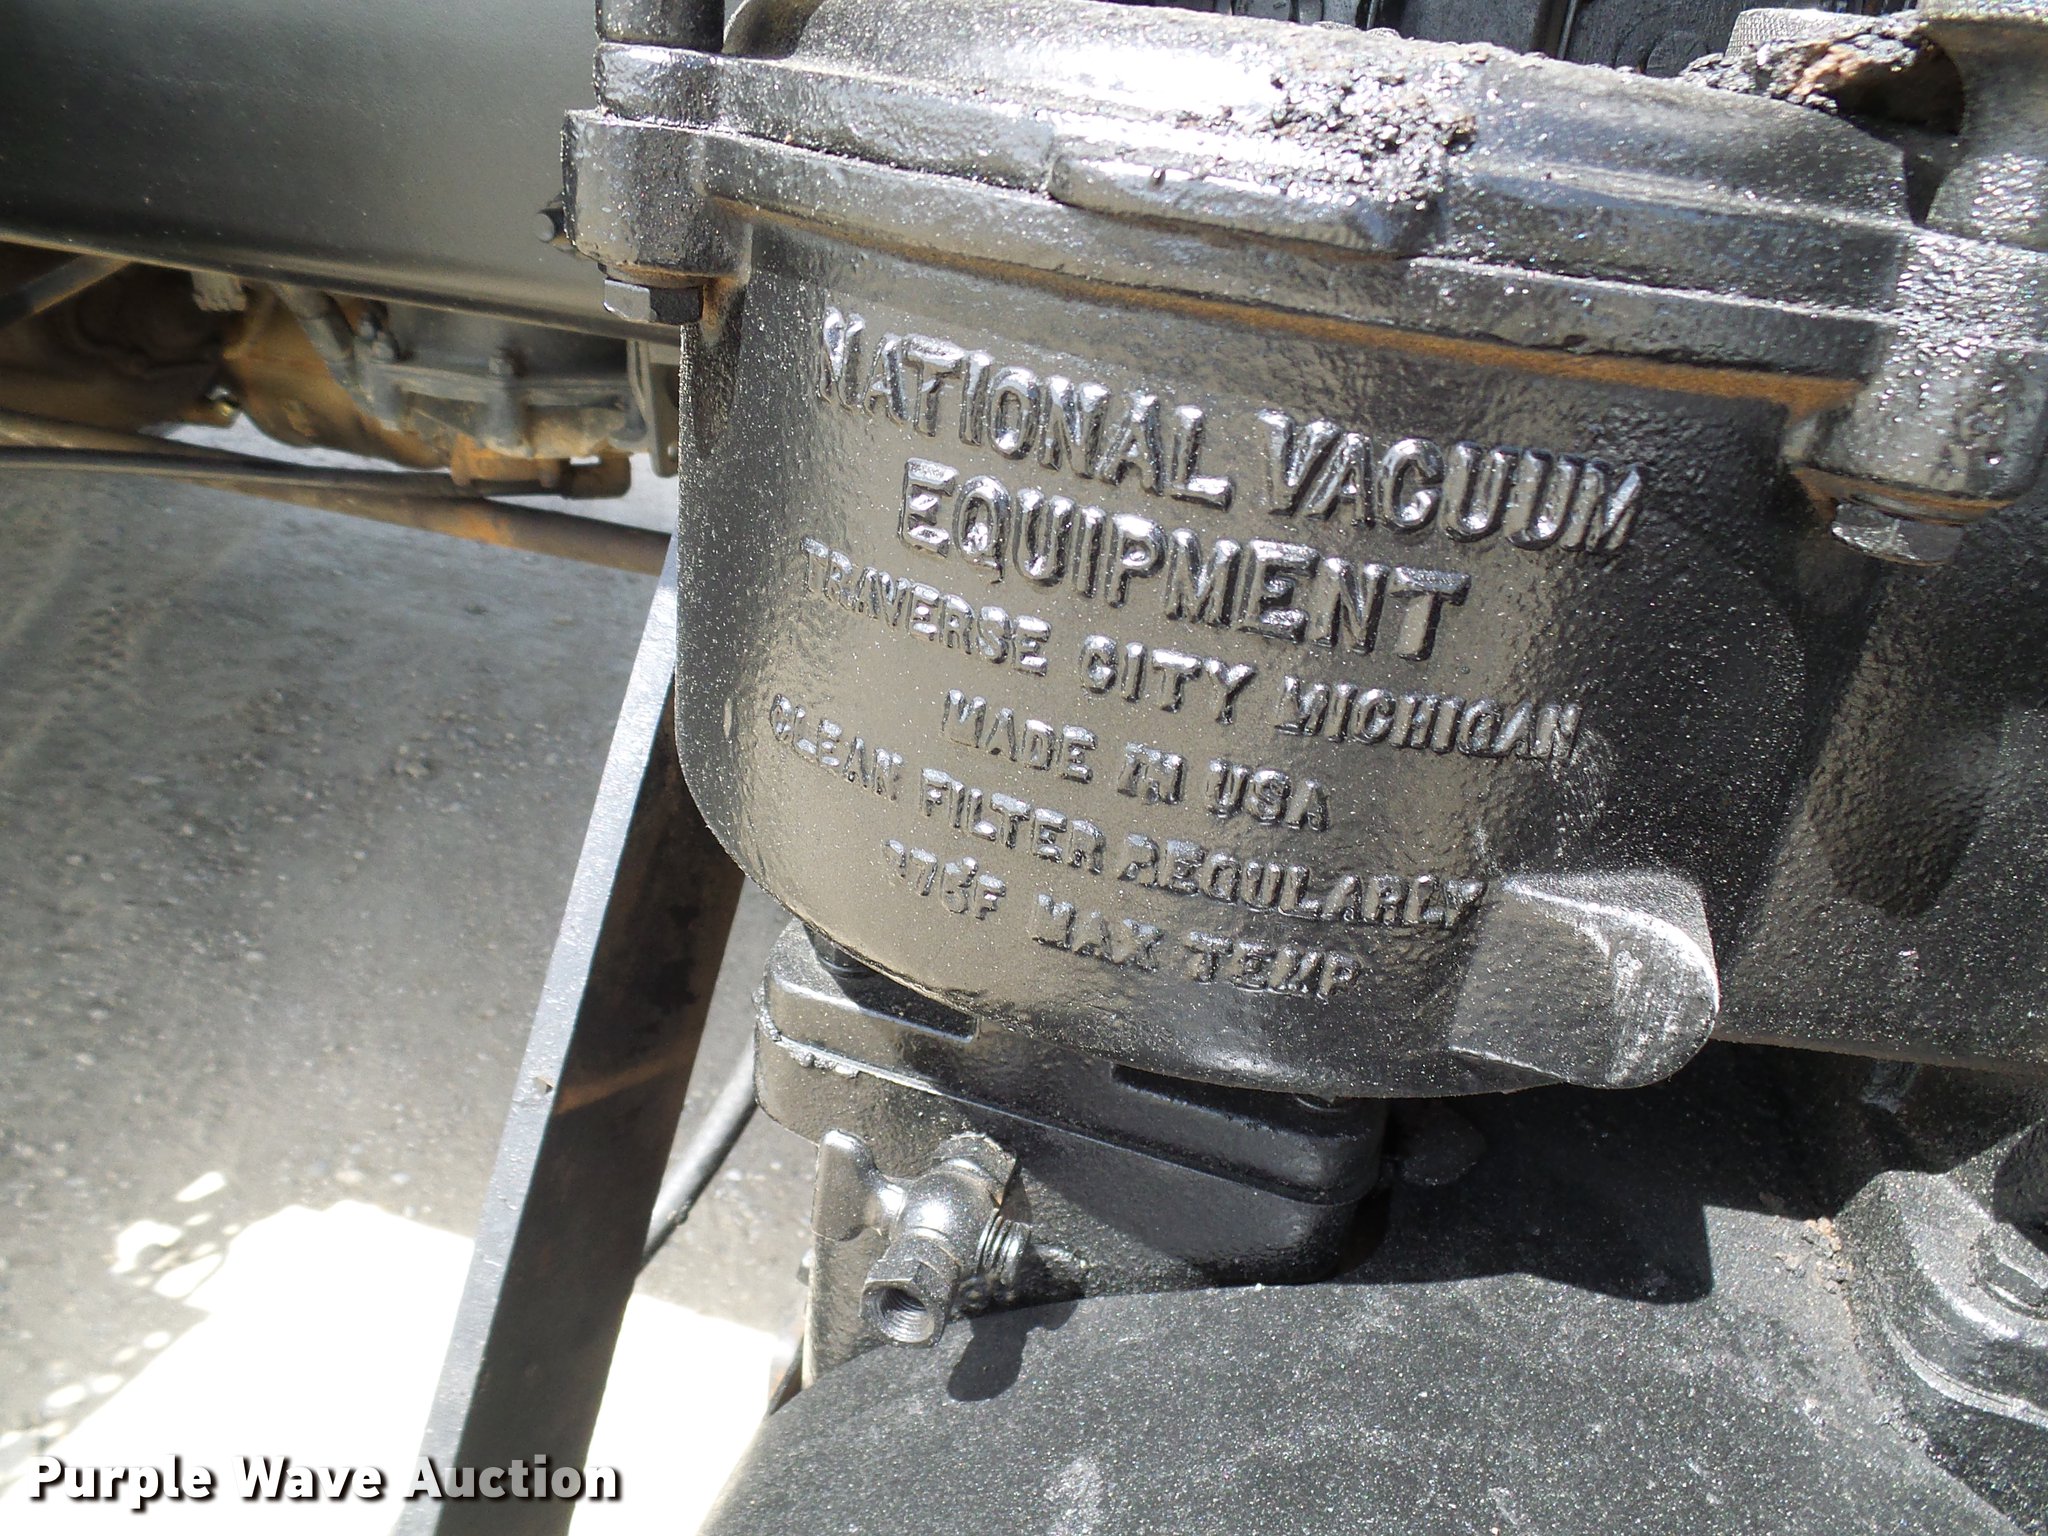 NATIONAL VACUUM
EQUIPMENT
TRAVERSE CITY MICHIGAN
MADE IN USA
CLEAN FILTER REGULARLY
MAX TEMP
Purple Wave Auction